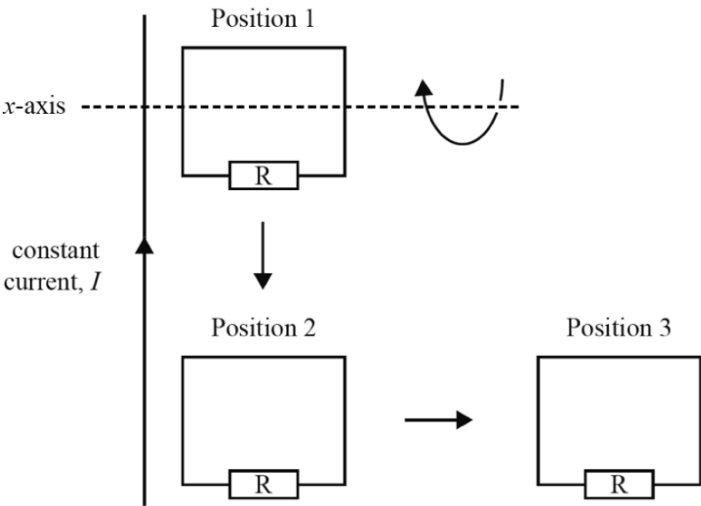 Position 1
x-axis
R
constant
current, I
Position 2
Position 3
R
R